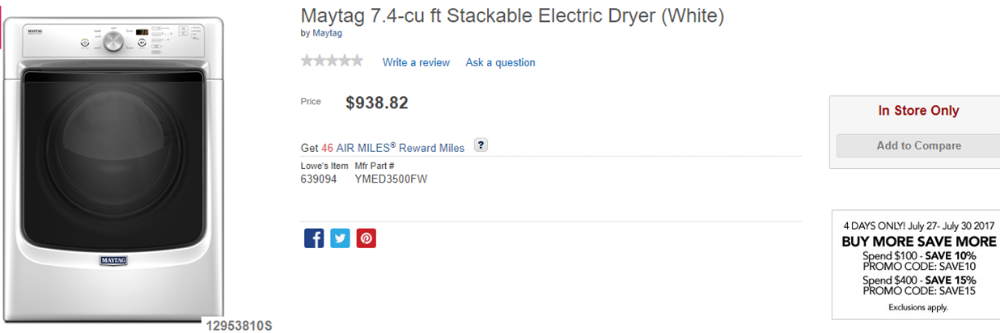 Maytag 7.4-cu ft Stackable Electric Dryer (White)
by Maytag
Write a review Ask a question
Price $938.82
Get 46 AIR MILES® Reward Miles ?
Lowe's Item Mfr Part #
639094 YMED3500FW
In Store Only
Add to Compare
4 DAYS ONLY! July 27- July 30 2017
BUY MORE SAVE MORE
Spend $100 - SAVE 10%
PROMO CODE: SAVE10
Spend $400 - SAVE 15%
PROMO CODE: SAVE15
Exclusions apply.
MAYTAG
MAYTAG
12953810S